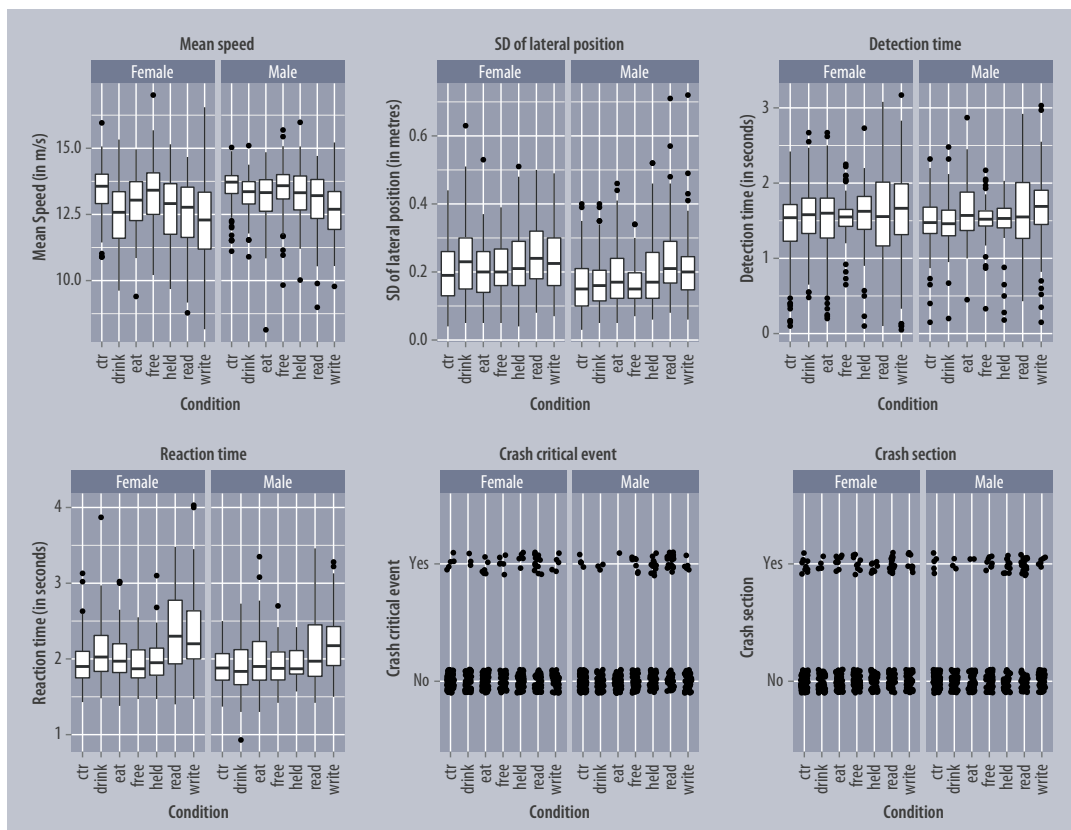 Mean speed
Female Male
Mean Speed (in m/s)
15.0
12.5
10.0
ctr drink eat free held read write ctr drink eat free held read write
Condition
SD of lateral position
Female Male
SD of lateral position (in metres)
0.6
0.4
0.2
0.0
ctr drink eat free held read write ctr drink eat free held read write
Condition
Detection time
Female Male
Detection time (in seconds)
3
2
1
0
ctr drink eat free held read write ctr drink eat free held read write
Condition
Reaction time
Female Male
Reaction time (in seconds)
4
3
2
1
ctr drink eat free held read write ctr drink eat free held read write
Condition
Crash critical event
Female Male
Crash critical event
Yes
No
ctr drink eat free held read write ctr drink eat free held read write
Condition
Crash section
Female Male
Crash section
Yes
No
ctr drink eat free held read write ctr drink eat free held read write
Condition